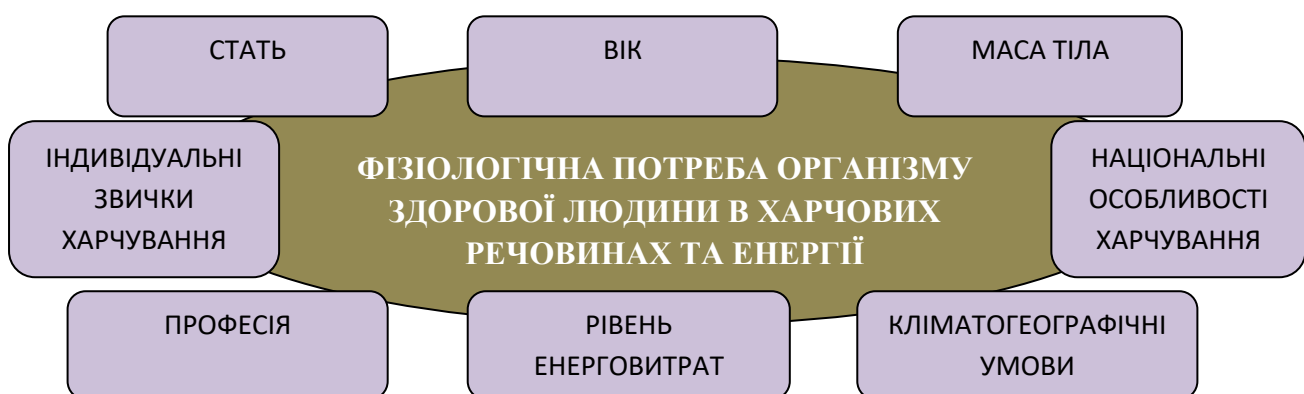 СТАТЬ
ВІК
МАСА ТІЛА
ІНДИВІДУАЛЬНІ
ЗВИЧКИ
ХАРЧУВАННЯ
ФІЗІОЛОГІЧНА ПОТРЕБА ОРГАНІЗМУ
ЗДОРОВОЇ ЛЮДИНИ В ХАРЧОВИХ
РЕЧОВИНАХ ТА ЕНЕРГІЇ
НАЦІОНАЛЬНІ
ОСОБЛИВОСТІ
ХАРЧУВАННЯ
ПРОФЕСІЯ
РІВЕНЬ
ЕНЕРГОВИТРАТ
КЛІМАТОГЕОГРАФІЧНІ
УМОВИ